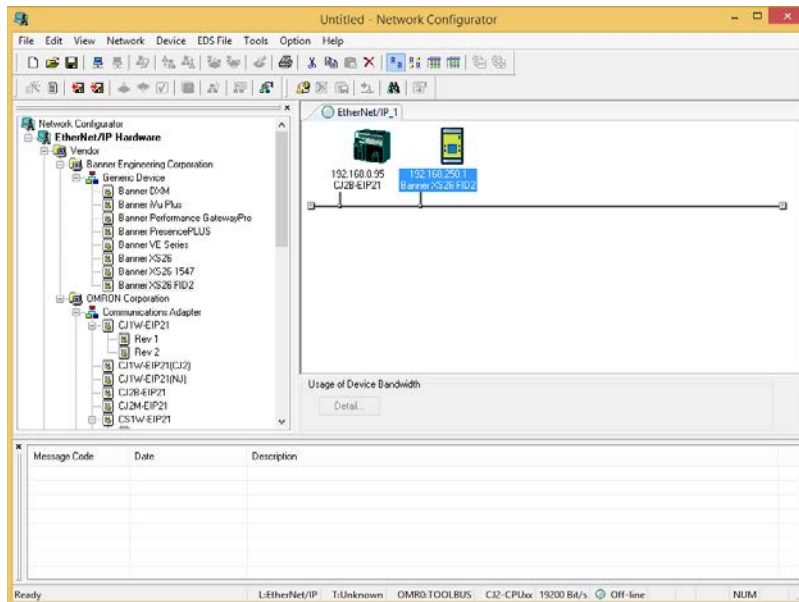 Untitled - Network Configurator
File Edit View Network Device EDS File Tools Option Help
Network Configurator
EtherNet/IP Hardware
Vendor
Banner Engineering Corporation
Generic Device
Banner DXM
Banner iVu Plus
Banner Performance GatewayPro
Banner PresencePLUS
Banner VE Series
Banner XS26
Banner XS26 1547
Banner XS26 FID2
OMRON Corporation
Communications Adapter
CJ1W-EIP21
Rev 1
Rev 2
CJ1W-EIP21(CJ2)
CJ1W-EIP21(NJ)
CJ2B-EIP21
CJ2M-EIP21
CS1W-EIP21
EtherNet/IP_1
192.168.0.95 192.168.250.1
CJ2B-EIP21 Banner XS26 FID2
Usage of Device Bandwidth
Detail...
Message Code Date Description
Ready L:EtherNet/IP T:Unknown OMR0:TOOLBUS CJ2-CPUxx 19200 Bit/s Off-line NUM